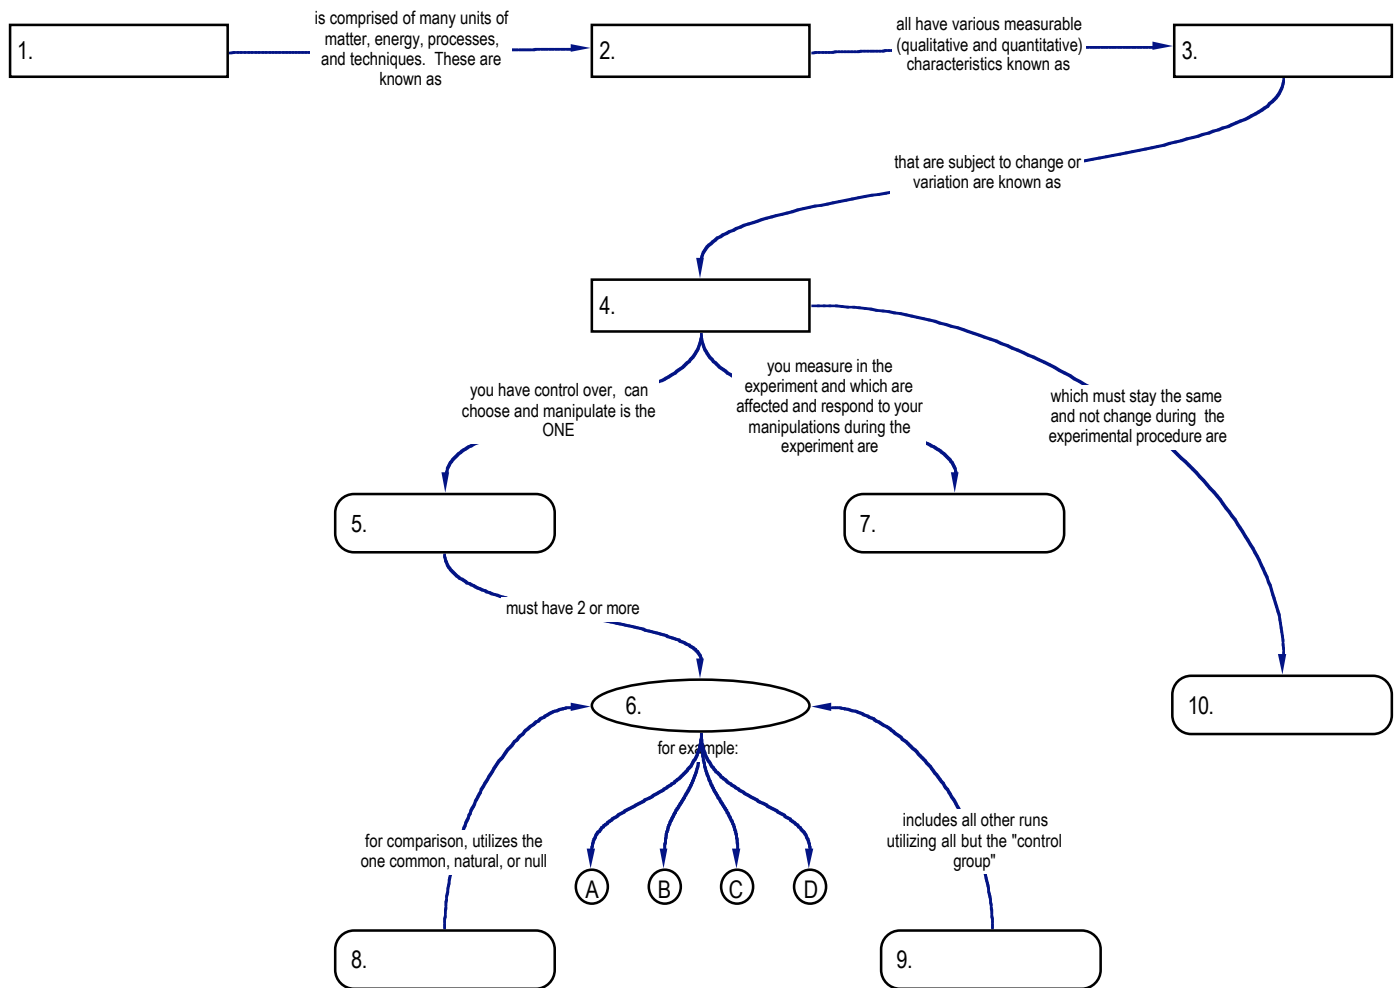 1.
is comprised of many units of
matter, energy, processes,
and techniques. These are
known as
2.
all have various measurable
(qualitative and quantitative)
characteristics known as
3.
that are subject to change or
variation are known as
4.
you have control over, can
choose and manipulate is the
ONE
you measure in the
experiment and which are
affected and respond to your
manipulations during the
experiment are
which must stay the same
and not change during the
experimental procedure are
5.
7.
must have 2 or more
6.
10.
for example:
for comparison, utilizes the
one common, natural, or null
includes all other runs
utilizing all but the "control
group"
A
B
C
D
8.
9.